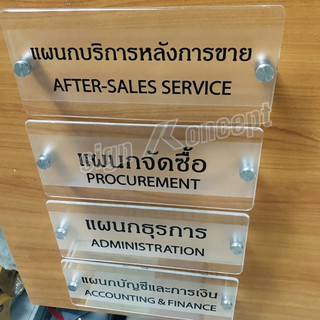 แผนกบริการหลังการขาย
AFTER-SALES SERVICE
sign Koncept
แผนกจัดซื้อ
PROCUREMENT
แผนกธุรการ
ADMINISTRATION
แผนกบัญชีและการเงิน
ACCOUNTING & FINANCE